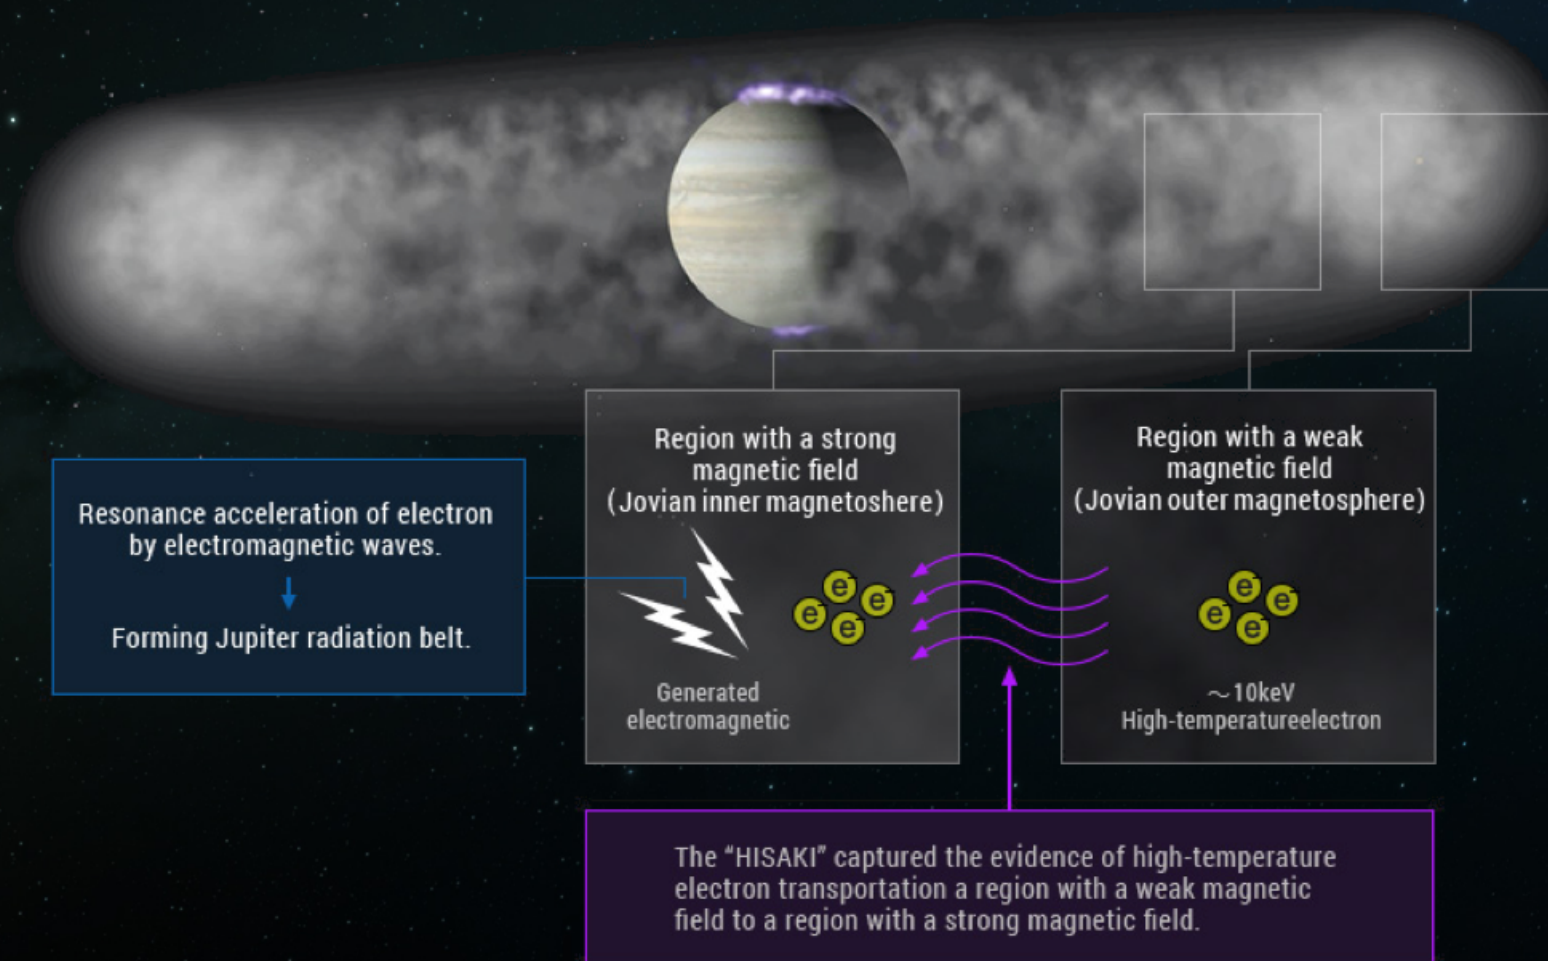 Region with a strong
magnetic field
(Jovian inner magnetoshere)
Region with a weak
magnetic field
(Jovian outer magnetosphere)
Resonance acceleration of electron
by electromagnetic waves.
Forming Jupiter radiation belt.
e-
e-
e-
e-
e-
e-
e-
e-
Generated
electromagnetic
~10keV
High-temperatureelectron
The “HISAKI” captured the evidence of high-temperature
electron transportation a region with a weak magnetic
field to a region with a strong magnetic field.